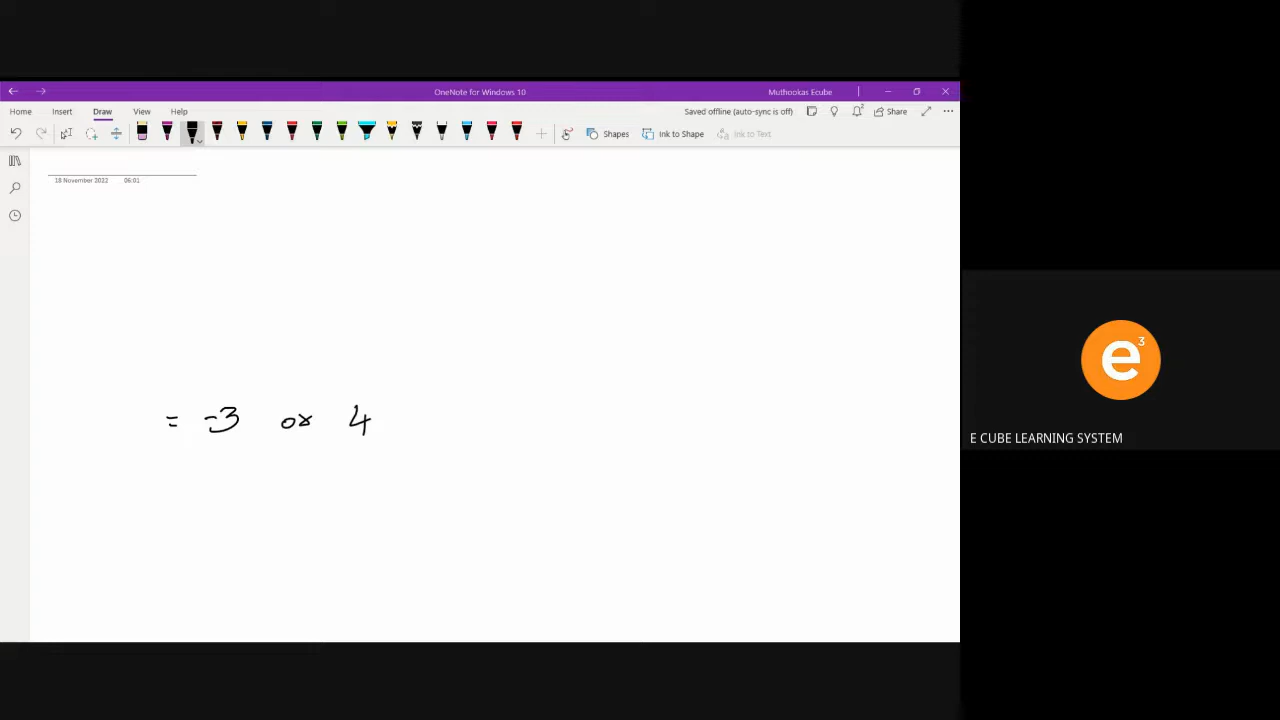 OneNote for Windows 10
Muthookas Ecube
Home Insert Draw View Help
Saved offline (auto-sync is off)
Share
Shapes
Ink to Shape
Ink to Text
18 November 2022 06:01
= -3 or 4
e3
E CUBE LEARNING SYSTEM